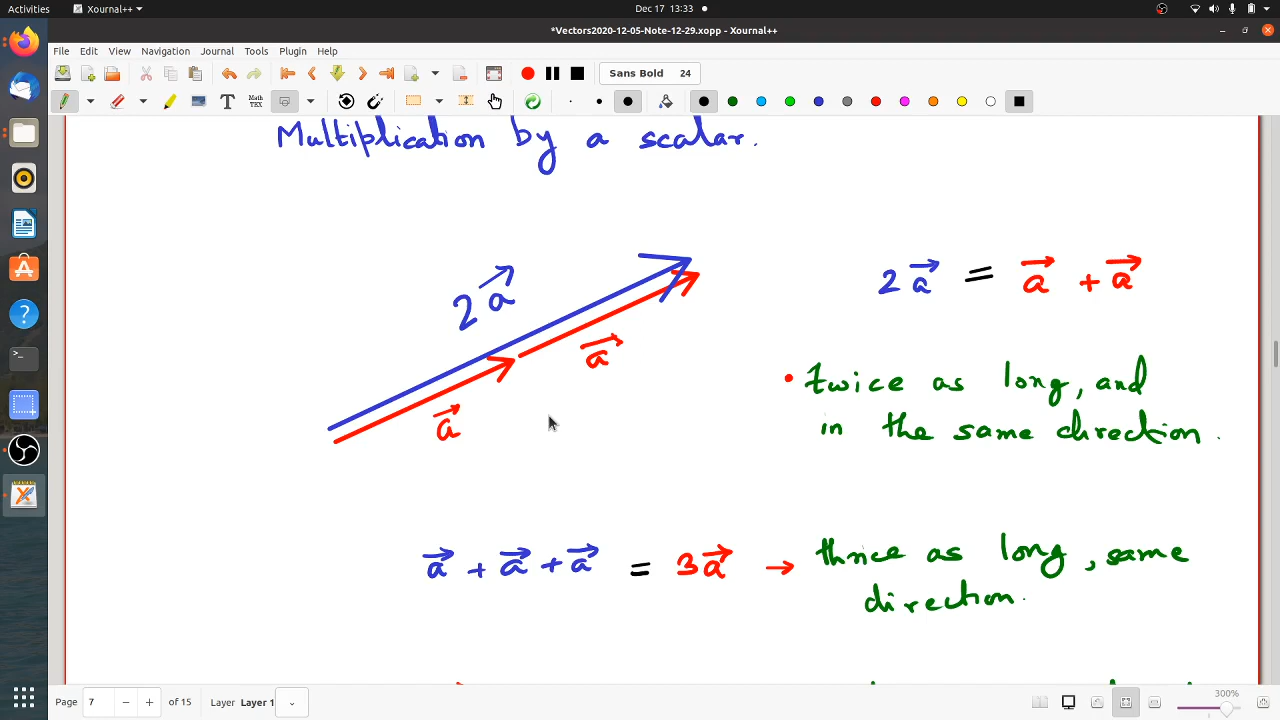 Activities
Xournal++
Dec 17 13:33
*Vectors2020-12-05-Note-12-29.xopp - Xournal++
File Edit View Navigation Journal Tools Plugin Help
Sans Bold 24
Multiplication by a scalar.
2a⃗
a⃗
a⃗
2a⃗ = a⃗ + a⃗
• twice as long, and
in the same direction.
a⃗ + a⃗ + a⃗ = 3a⃗ → thrice as long, same
direction.
Page 7 − + of 15 Layer Layer 1
300%